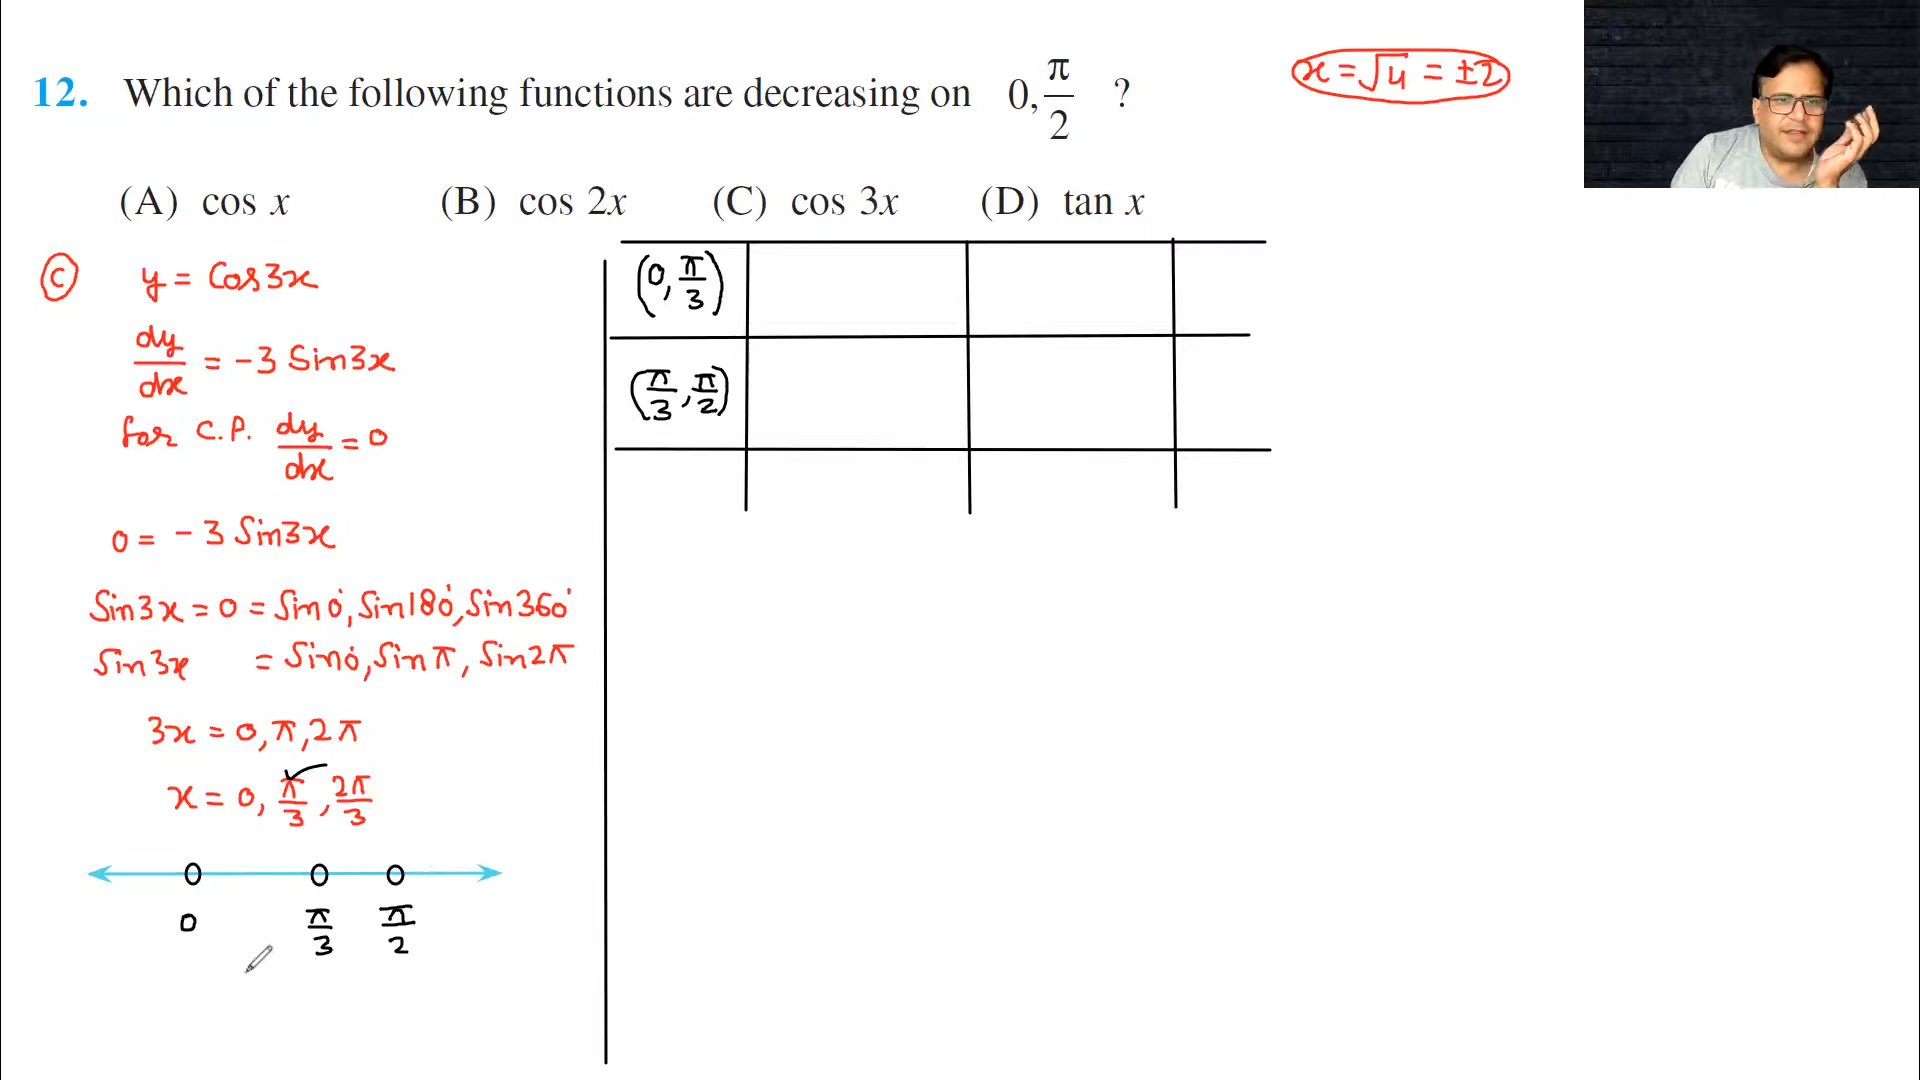 12. Which of the following functions are decreasing on 0, π/2 ?
x = √4 = ±2
(A) cos x (B) cos 2x (C) cos 3x (D) tan x
(C) y = Cos3x
dy/dx = -3 Sin3x
for C.P. dy/dx = 0
0 = -3 Sin3x
Sin3x = 0 = Sin0°, Sin180°, Sin360°
Sin3x = Sin0°, Sinπ, Sin2π
3x = 0, π, 2π
x = 0, π/3, 2π/3
0 π/3 π/2
(0, π/3)
(π/3, π/2)